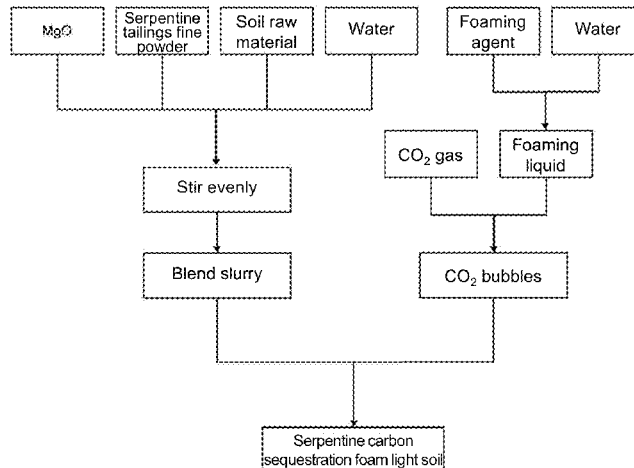 MgO
Serpentine
tailings fine
powder
Soil raw
material
Water
Foaming
agent
Water
CO₂ gas
Foaming
liquid
Stir evenly
Blend slurry
CO₂ bubbles
Serpentine carbon
sequestration foam light soil